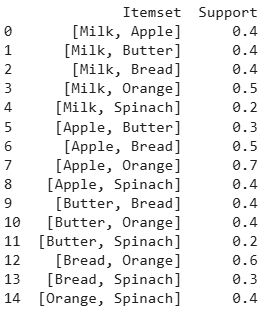 Itemset Support
0 [Milk, Apple] 0.4
1 [Milk, Butter] 0.4
2 [Milk, Bread] 0.4
3 [Milk, Orange] 0.5
4 [Milk, Spinach] 0.2
5 [Apple, Butter] 0.3
6 [Apple, Bread] 0.5
7 [Apple, Orange] 0.7
8 [Apple, Spinach] 0.4
9 [Butter, Bread] 0.4
10 [Butter, Orange] 0.4
11 [Butter, Spinach] 0.2
12 [Bread, Orange] 0.6
13 [Bread, Spinach] 0.3
14 [Orange, Spinach] 0.4